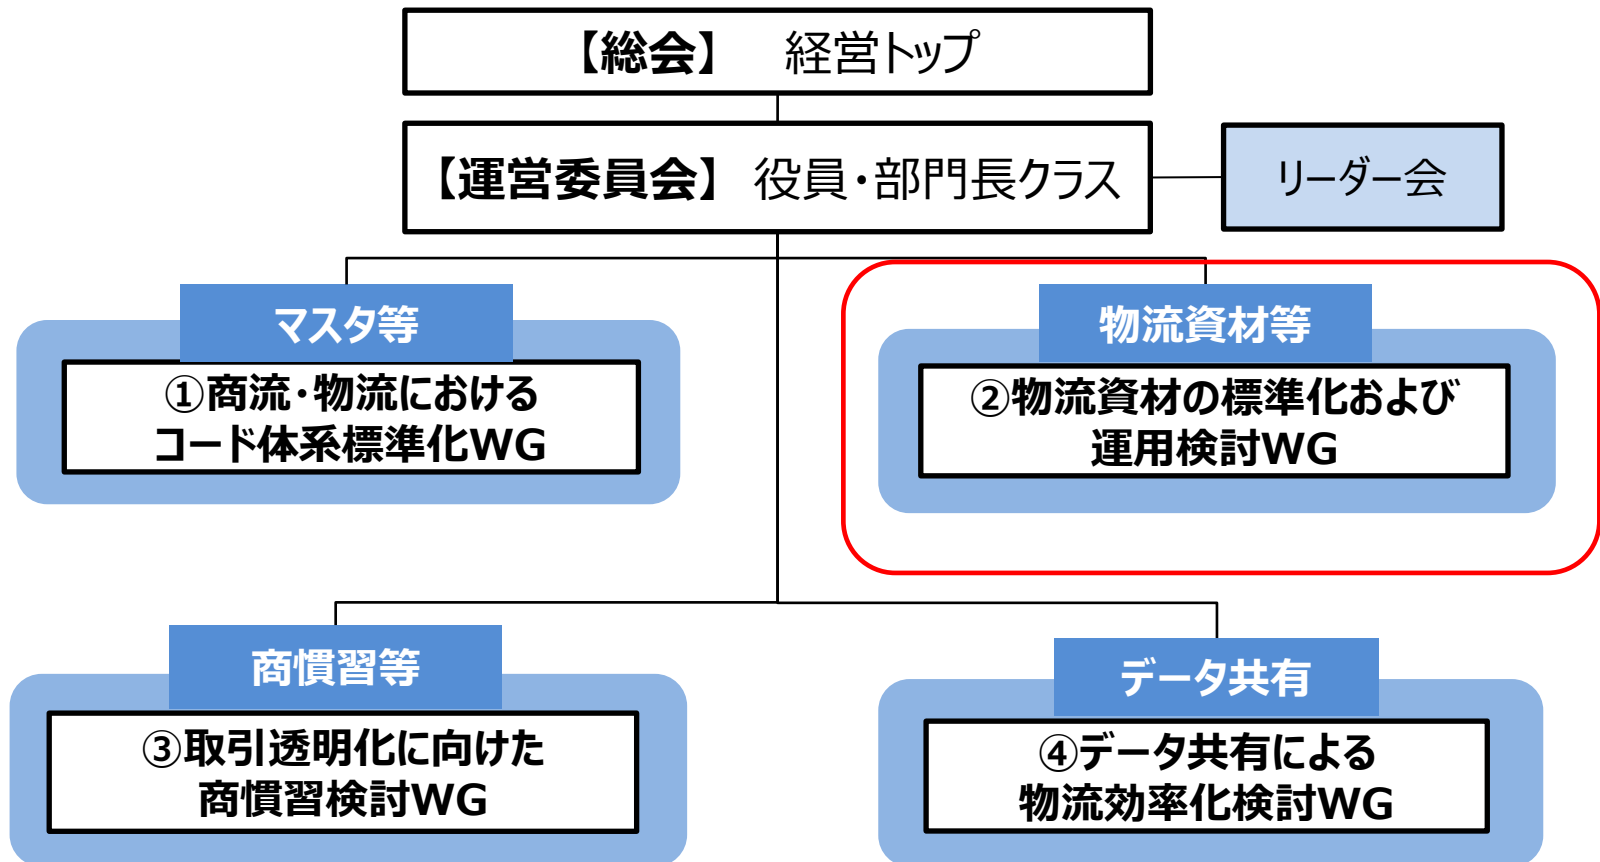 【総会】 経営トップ
【運営委員会】 役員・部門長クラス
リーダー会
マスタ等
①商流・物流における
コード体系標準化WG
物流資材等
②物流資材の標準化および
運用検討WG
商慣習等
③取引透明化に向けた
商慣習検討WG
データ共有
④データ共有による
物流効率化検討WG